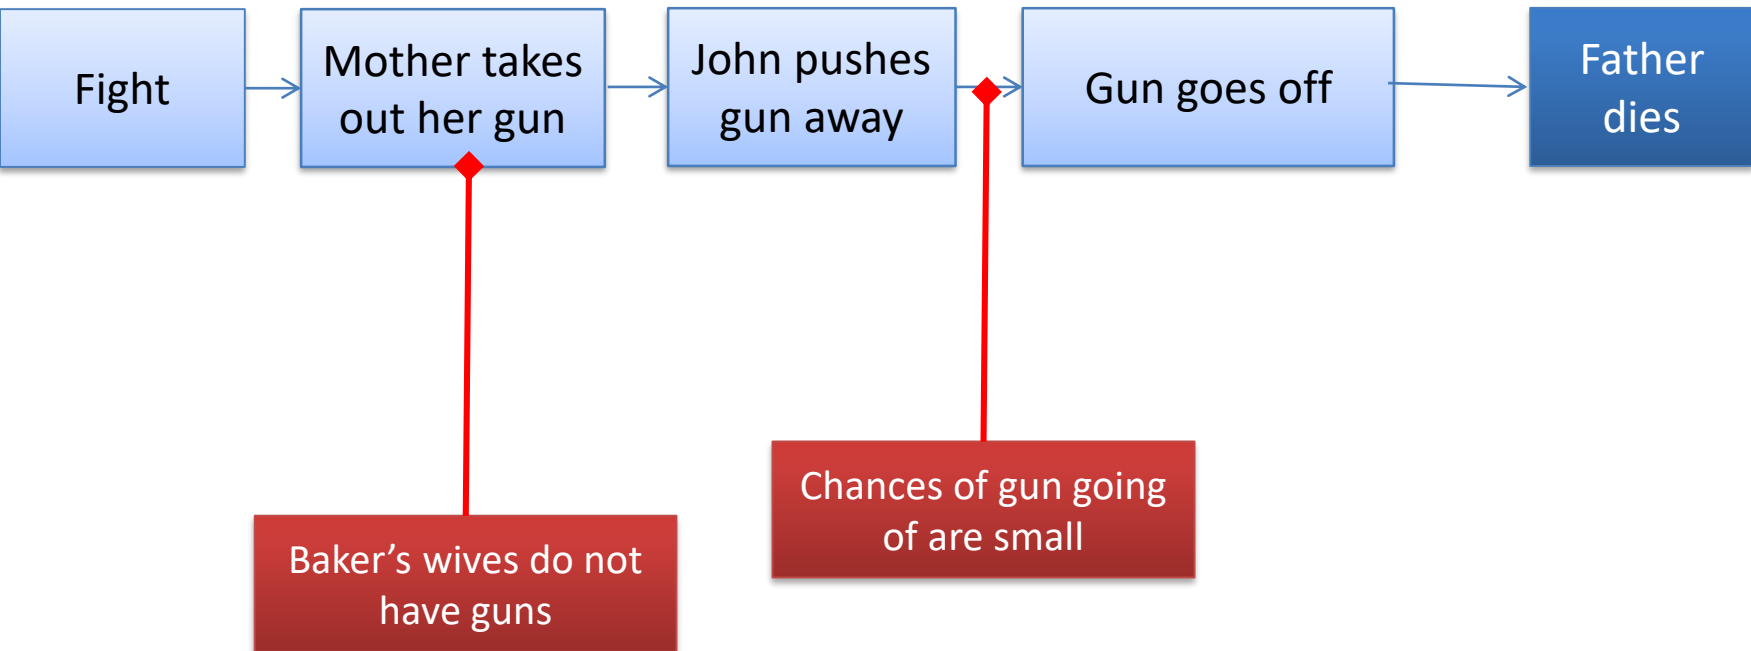 Fight
Mother takes
out her gun
John pushes
gun away
Gun goes off
Father
dies
Chances of gun going
of are small
Baker’s wives do not
have guns